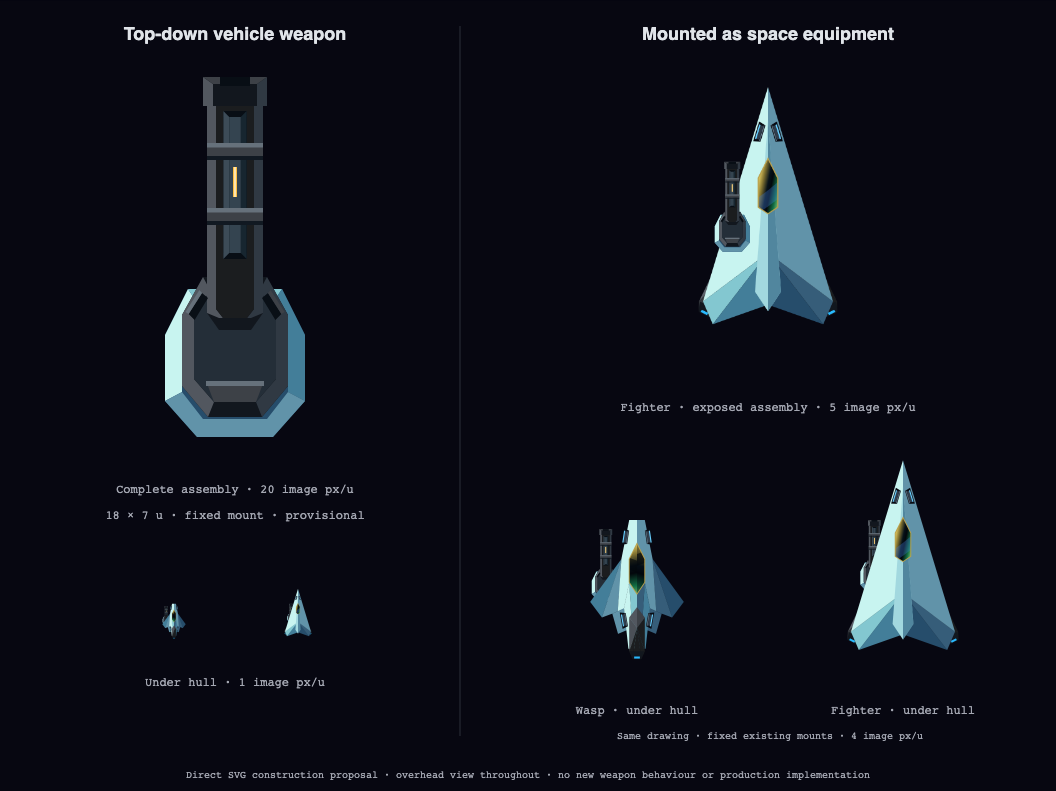 Top-down vehicle weapon
Mounted as space equipment
Fighter · exposed assembly · 5 image px/u
Complete assembly · 20 image px/u
18 × 7 u · fixed mount · provisional
Under hull · 1 image px/u
Wasp · under hull
Fighter · under hull
Same drawing · fixed existing mounts · 4 image px/u
Direct SVG construction proposal · overhead view throughout · no new weapon behaviour or production implementation